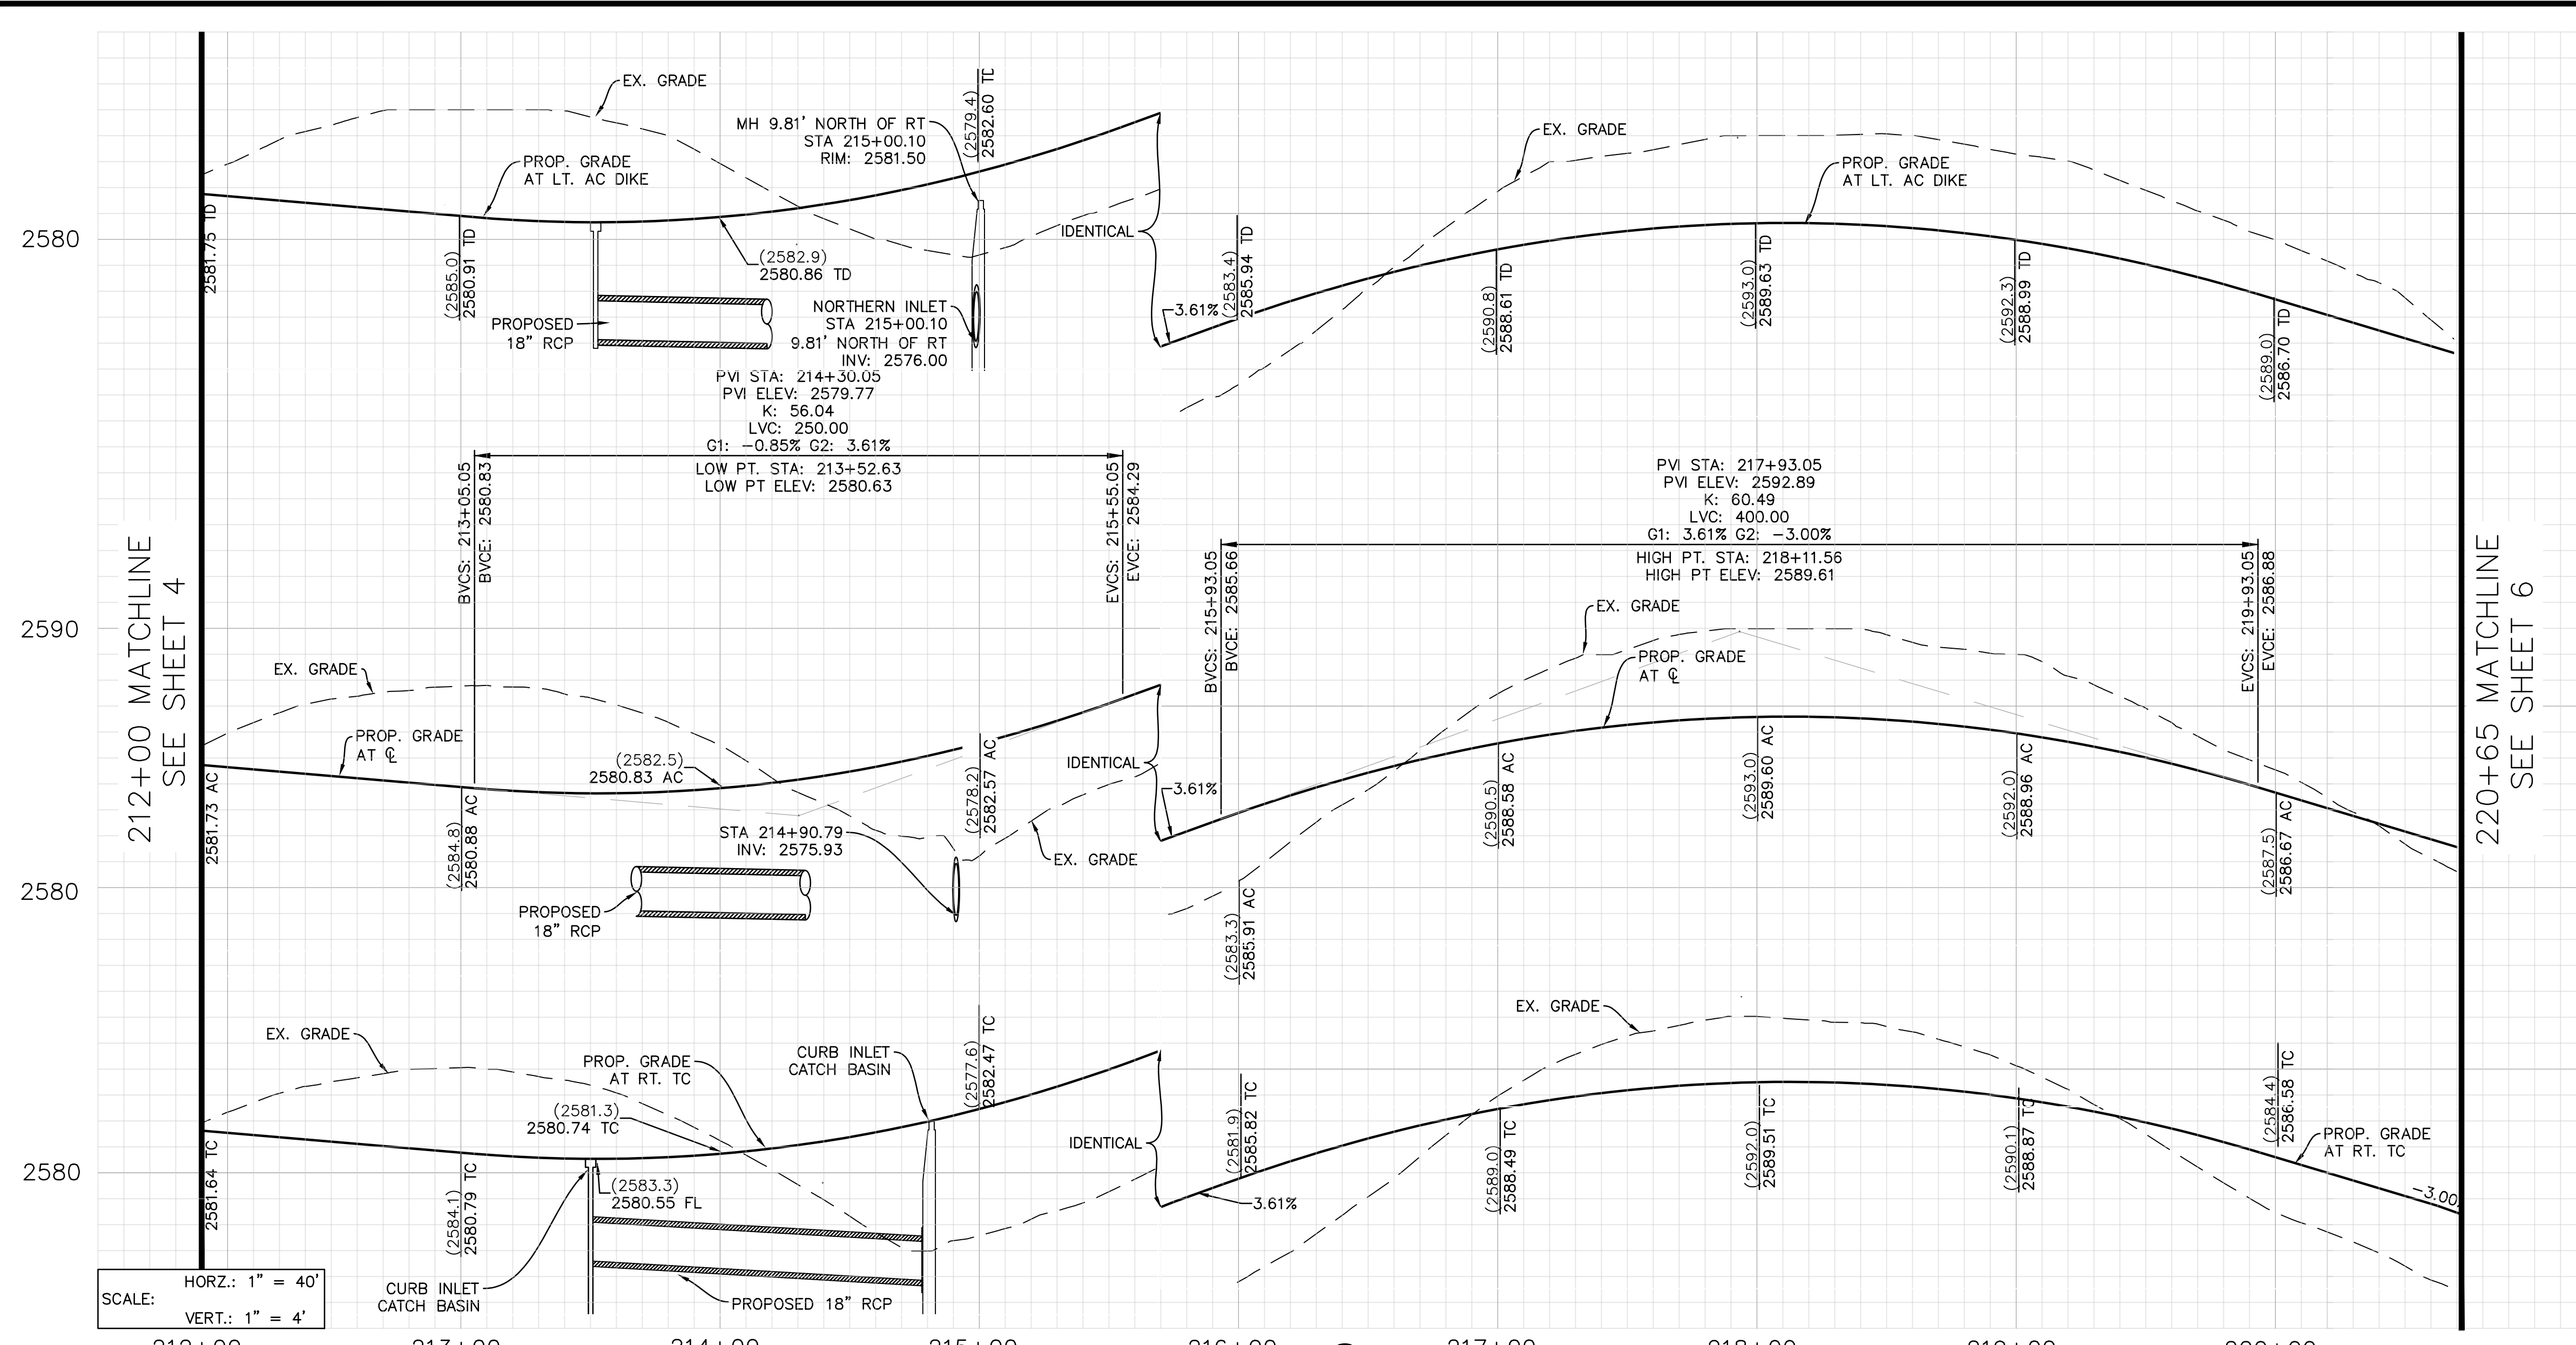 EX. GRADE
PROP. GRADE
AT LT. AC DIKE
MH 9.81' NORTH OF RT
STA 215+00.10
RIM: 2581.50
(2579.4)
2582.60 TC
EX. GRADE
PROP. GRADE
AT LT. AC DIKE
2580
2581.75 TD
(2585.0)
2580.91 TD
(2582.9)
2580.86 TD
IDENTICAL
3.61%
(2583.4)
2585.94 TD
(2590.8)
2588.61 TD
(2593.0)
2589.63 TD
(2592.3)
2588.99 TD
(2589.0)
2586.70 TD
PROPOSED
18" RCP
NORTHERN INLET
STA 215+00.10
9.81' NORTH OF RT
INV: 2576.00
PVI STA: 214+30.05
PVI ELEV: 2579.77
K: 56.04
LVC: 250.00
G1: -0.85% G2: 3.61%
LOW PT. STA: 213+52.63
LOW PT ELEV: 2580.63
BVCS: 213+05.05
BVCE: 2580.83
EVCS: 215+55.05
EVCE: 2584.29
PVI STA: 217+93.05
PVI ELEV: 2592.89
K: 60.49
LVC: 400.00
G1: 3.61% G2: -3.00%
HIGH PT. STA: 218+11.56
HIGH PT ELEV: 2589.61
BVCS: 215+93.05
BVCE: 2585.66
EVCS: 219+93.05
EVCE: 2586.88
212+00 MATCHLINE
SEE SHEET 4
220+65 MATCHLINE
SEE SHEET 6
2590
EX. GRADE
EX. GRADE
PROP. GRADE
AT ℄
PROP. GRADE
AT ℄
2581.73 AC
(2584.8)
2580.88 AC
(2582.5)
2580.83 AC
(2578.2)
2582.57 AC
IDENTICAL
3.61%
(2583.3)
2585.91 AC
(2590.5)
2588.58 AC
(2593.0)
2589.60 AC
(2592.0)
2588.96 AC
(2587.5)
2586.67 AC
STA 214+90.79
INV: 2575.93
EX. GRADE
2580
PROPOSED
18" RCP
EX. GRADE
EX. GRADE
PROP. GRADE
AT RT. TC
CURB INLET
CATCH BASIN
(2577.6)
2582.47 TC
(2581.3)
2580.74 TC
2580
2581.64 TC
(2584.1)
2580.79 TC
(2583.3)
2580.55 FL
IDENTICAL
3.61%
(2581.9)
2585.82 TC
(2589.0)
2588.49 TC
(2592.0)
2589.51 TC
(2590.1)
2588.87 TC
(2584.4)
2586.58 TC
PROP. GRADE
AT RT. TC
-3.00
CURB INLET
CATCH BASIN
PROPOSED 18" RCP
SCALE:
HORZ.: 1" = 40'
VERT.: 1" = 4'
212+00 213+00 214+00 215+00 216+00 217+00 218+00 219+00 220+00